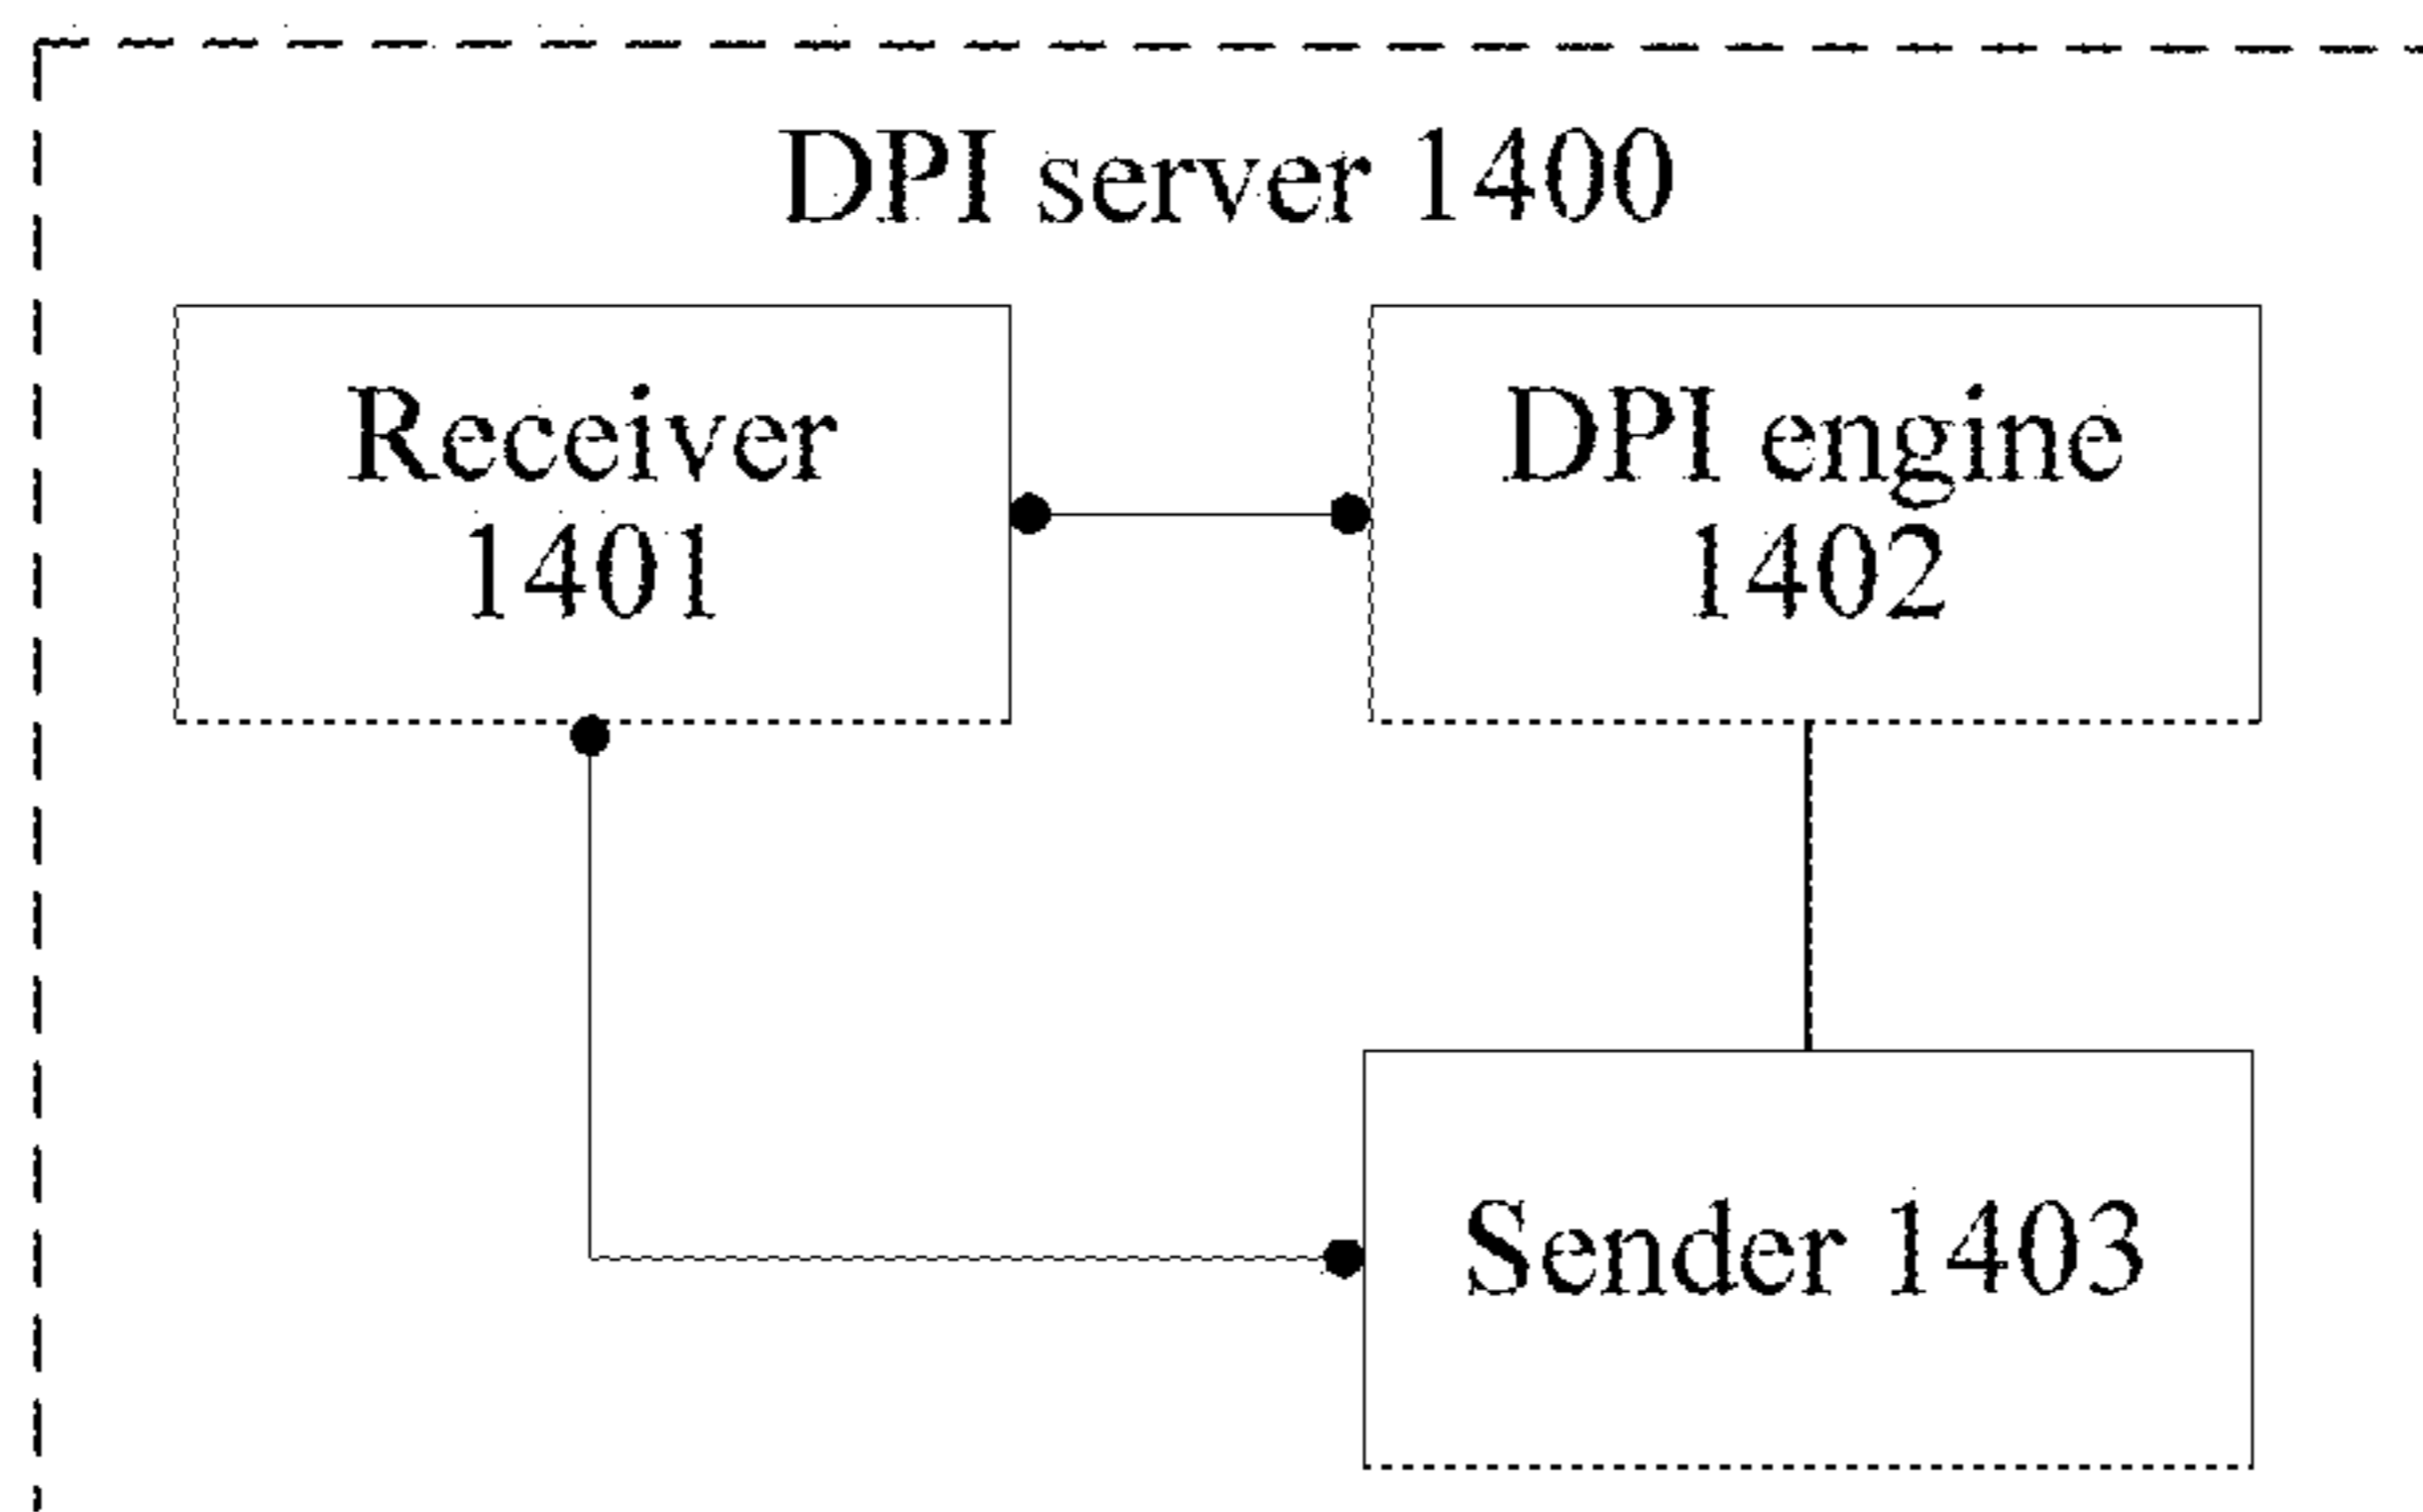 DPI server 1400
Receiver
1401
DPI engine
1402
Sender 1403